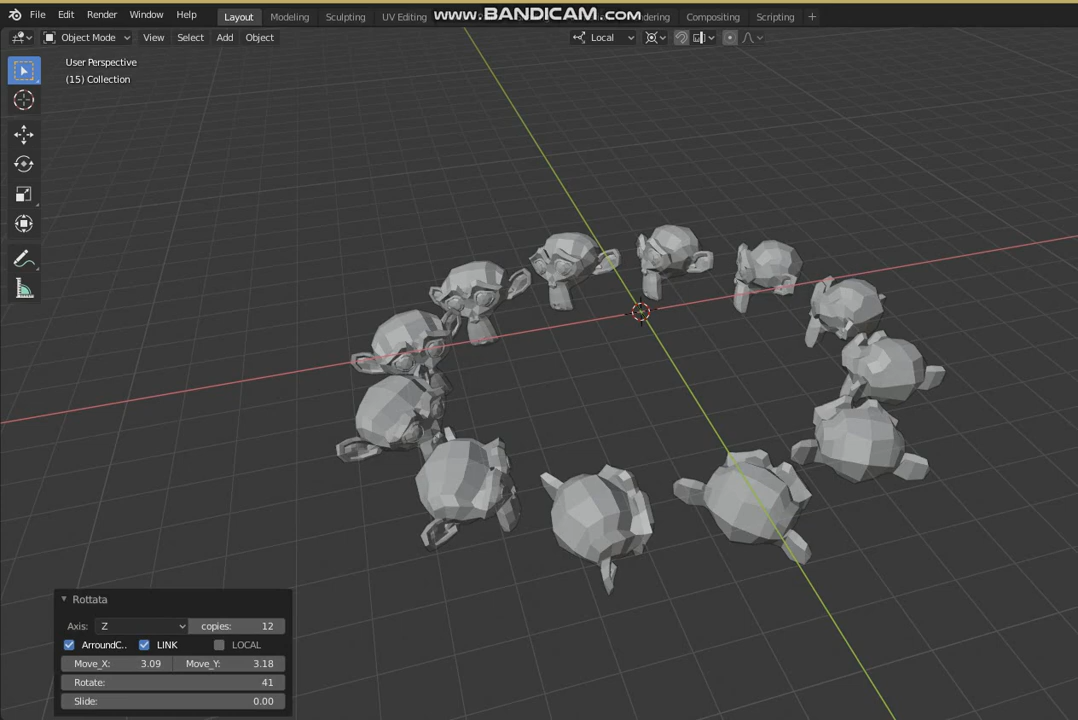 File Edit Render Window Help Layout Modeling Sculpting UV Editing www.BANDICAM.com Compositing Scripting +
Object Mode View Select Add Object Local
User Perspective
(15) Collection
Rottata
Axis: Z copies: 12
ArroundC.. LINK LOCAL
Move_X: 3.09 Move_Y: 3.18
Rotate: 41
Slide: 0.00